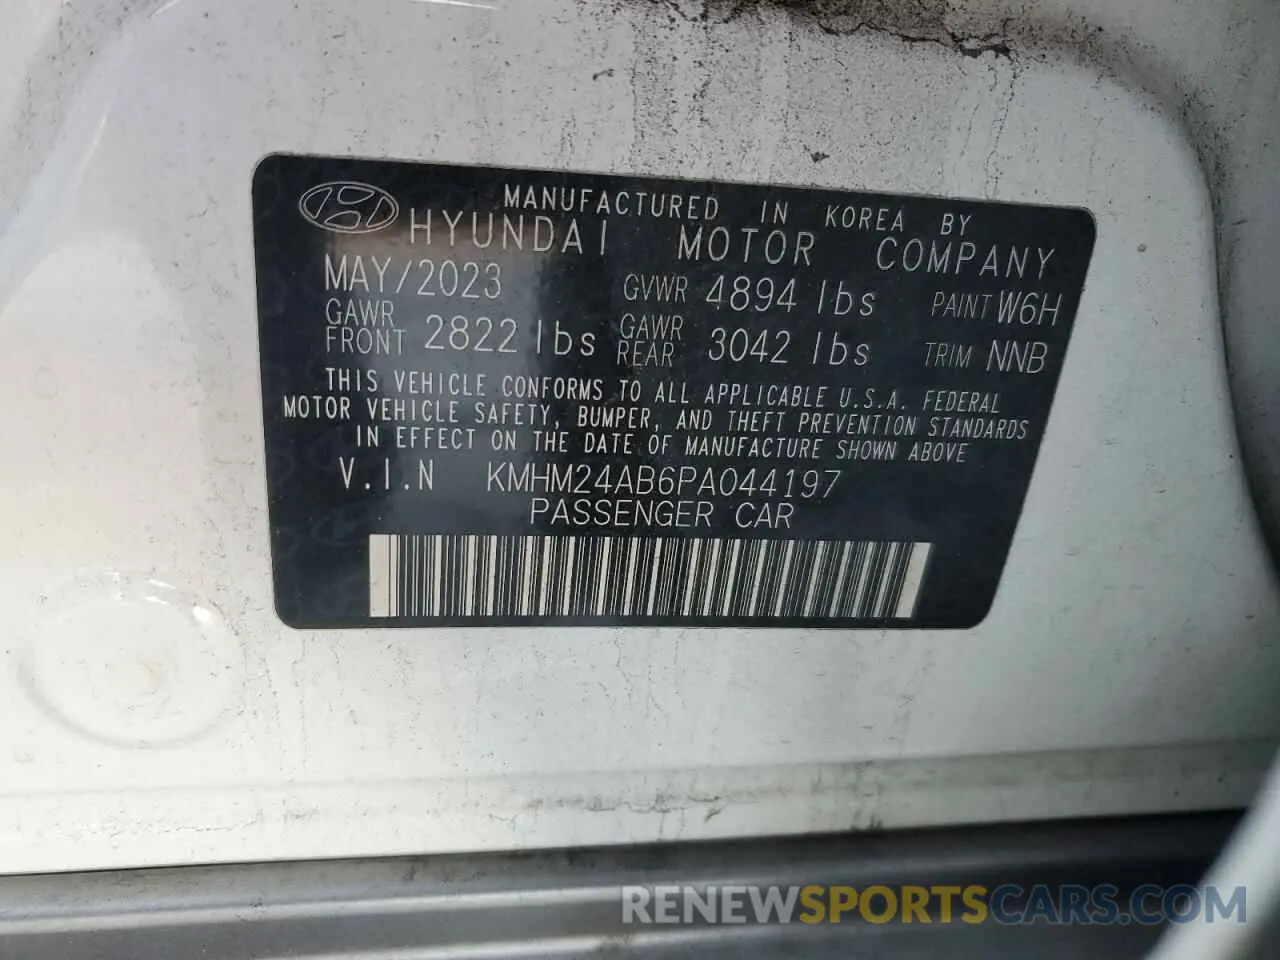 MANUFACTURED IN KOREA BY
HYUNDAI MOTOR COMPANY
MAY/2023 GVWR 4894 lbs PAINT W6H
GAWR FRONT 2822 lbs GAWR REAR 3042 lbs TRIM NNB
THIS VEHICLE CONFORMS TO ALL APPLICABLE U.S.A. FEDERAL
MOTOR VEHICLE SAFETY, BUMPER, AND THEFT PREVENTION STANDARDS
IN EFFECT ON THE DATE OF MANUFACTURE SHOWN ABOVE
V.I.N KMHM24AB6PA044197
PASSENGER CAR
RENEWSPORTSCARS.COM